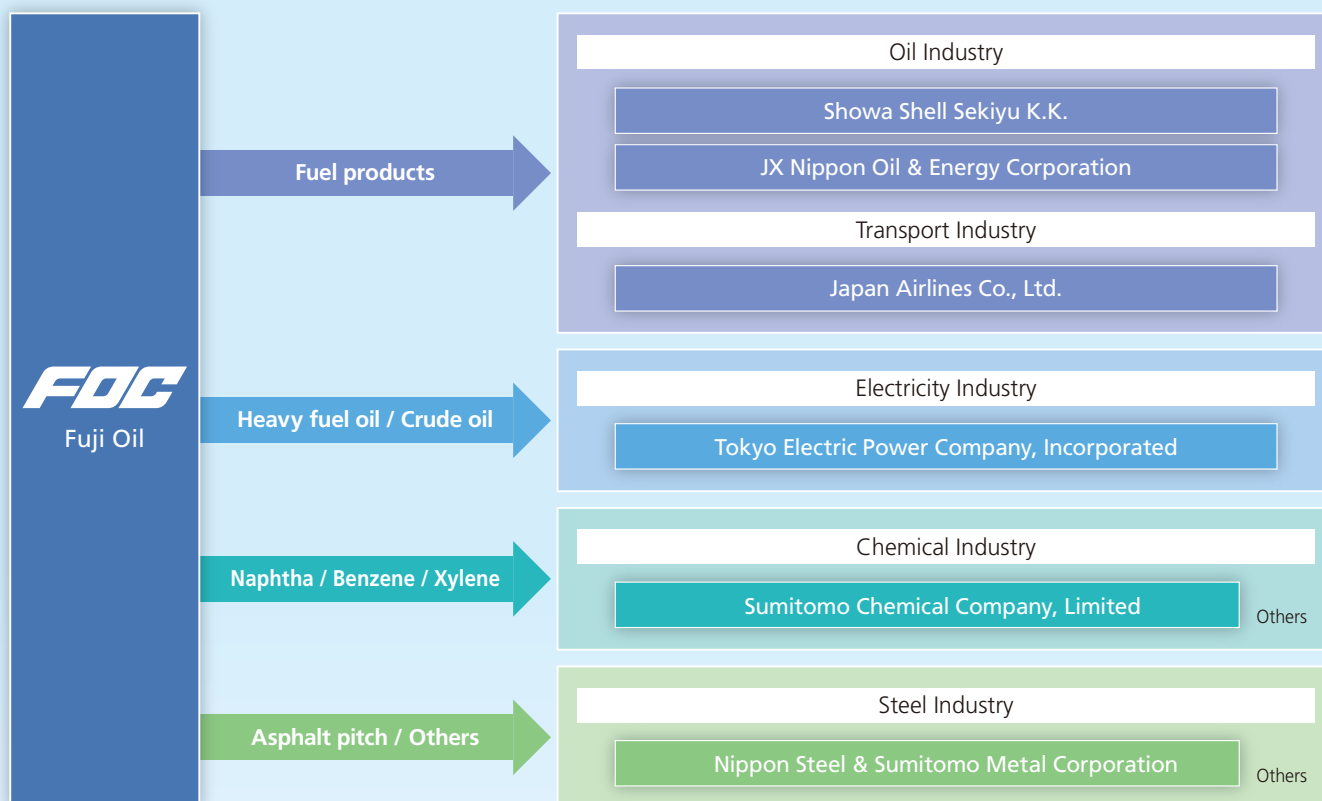 FOC
Fuji Oil
Fuel products
Oil Industry
Showa Shell Sekiyu K.K.
JX Nippon Oil & Energy Corporation
Transport Industry
Japan Airlines Co., Ltd.
Heavy fuel oil / Crude oil
Electricity Industry
Tokyo Electric Power Company, Incorporated
Naphtha / Benzene / Xylene
Chemical Industry
Sumitomo Chemical Company, Limited
Others
Asphalt pitch / Others
Steel Industry
Nippon Steel & Sumitomo Metal Corporation
Others